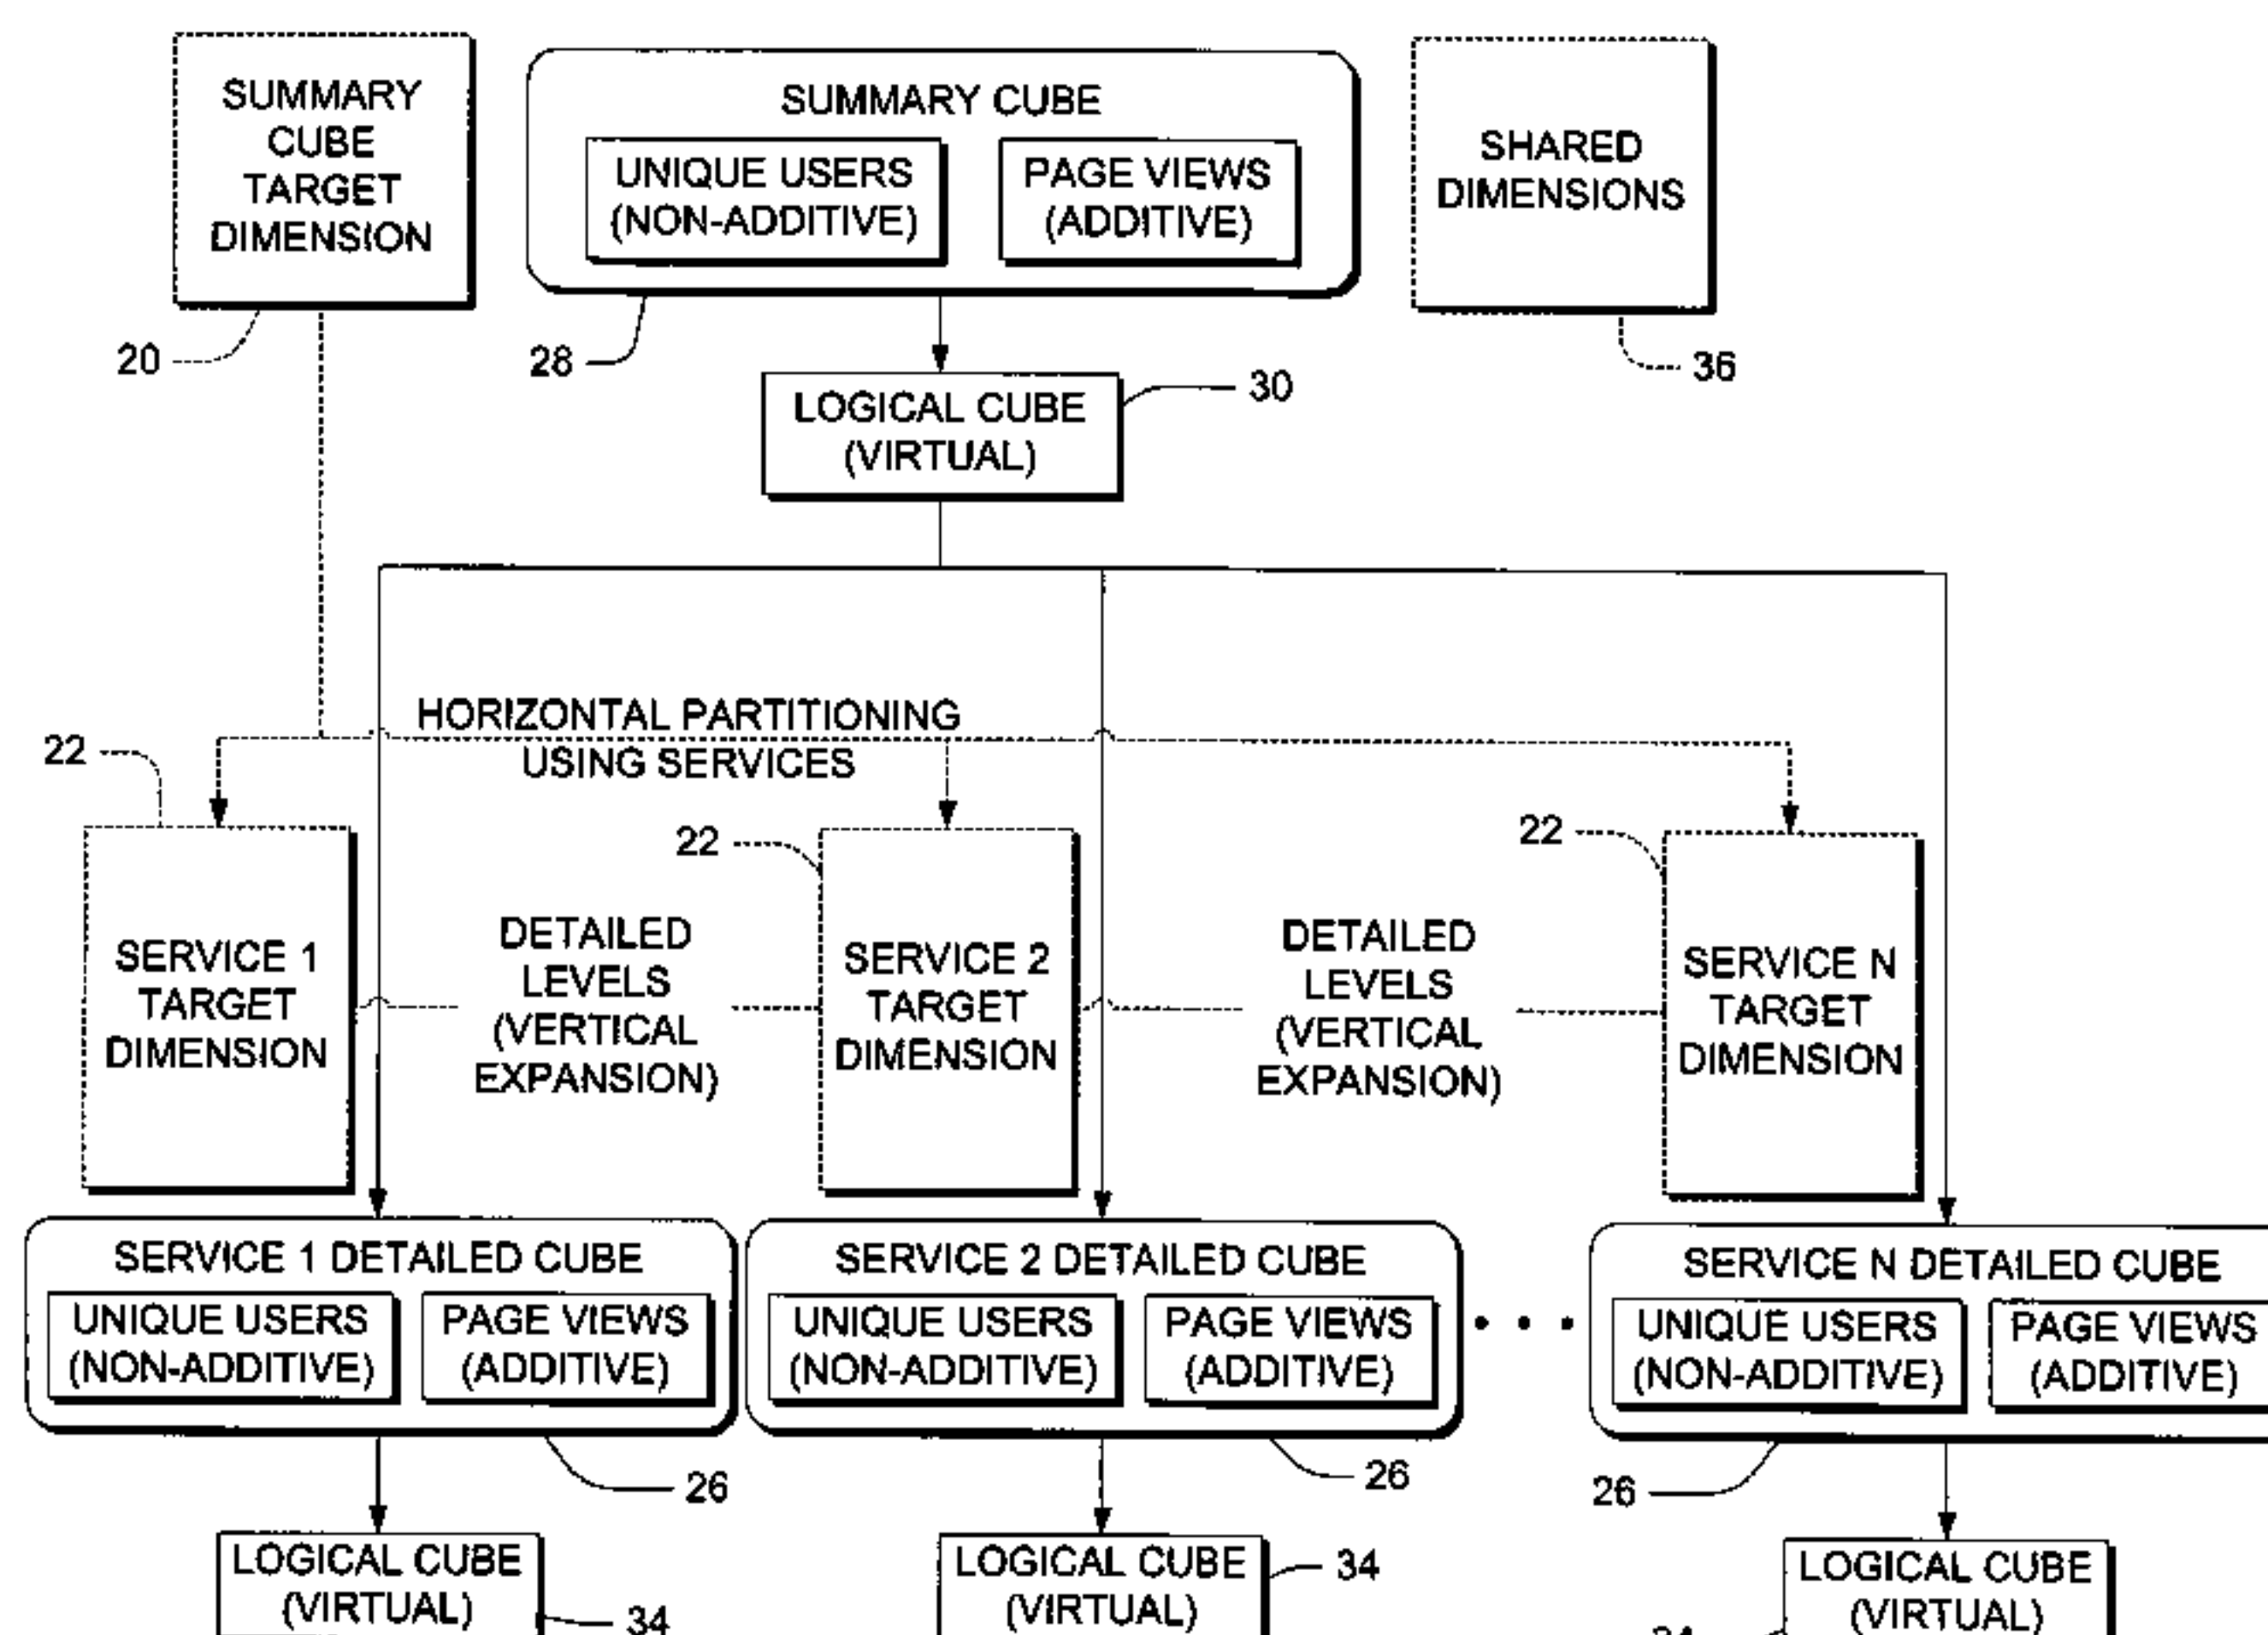 SUMMARY
CUBE
TARGET
DIMENSION
SUMMARY CUBE
UNIQUE USERS
(NON-ADDITIVE)
PAGE VIEWS
(ADDITIVE)
SHARED
DIMENSIONS
20
28
36
30
LOGICAL CUBE
(VIRTUAL)
HORIZONTAL PARTITIONING
USING SERVICES
22
22
22
SERVICE 1
TARGET
DIMENSION
DETAILED
LEVELS
(VERTICAL
EXPANSION)
SERVICE 2
TARGET
DIMENSION
DETAILED
LEVELS
(VERTICAL
EXPANSION)
SERVICE N
TARGET
DIMENSION
SERVICE 1 DETAILED CUBE
UNIQUE USERS
(NON-ADDITIVE)
PAGE VIEWS
(ADDITIVE)
SERVICE 2 DETAILED CUBE
UNIQUE USERS
(NON-ADDITIVE)
PAGE VIEWS
(ADDITIVE)
• • •
SERVICE N DETAILED CUBE
UNIQUE USERS
(NON-ADDITIVE)
PAGE VIEWS
(ADDITIVE)
26
26
26
LOGICAL CUBE
(VIRTUAL)
34
LOGICAL CUBE
(VIRTUAL)
34
LOGICAL CUBE
(VIRTUAL)